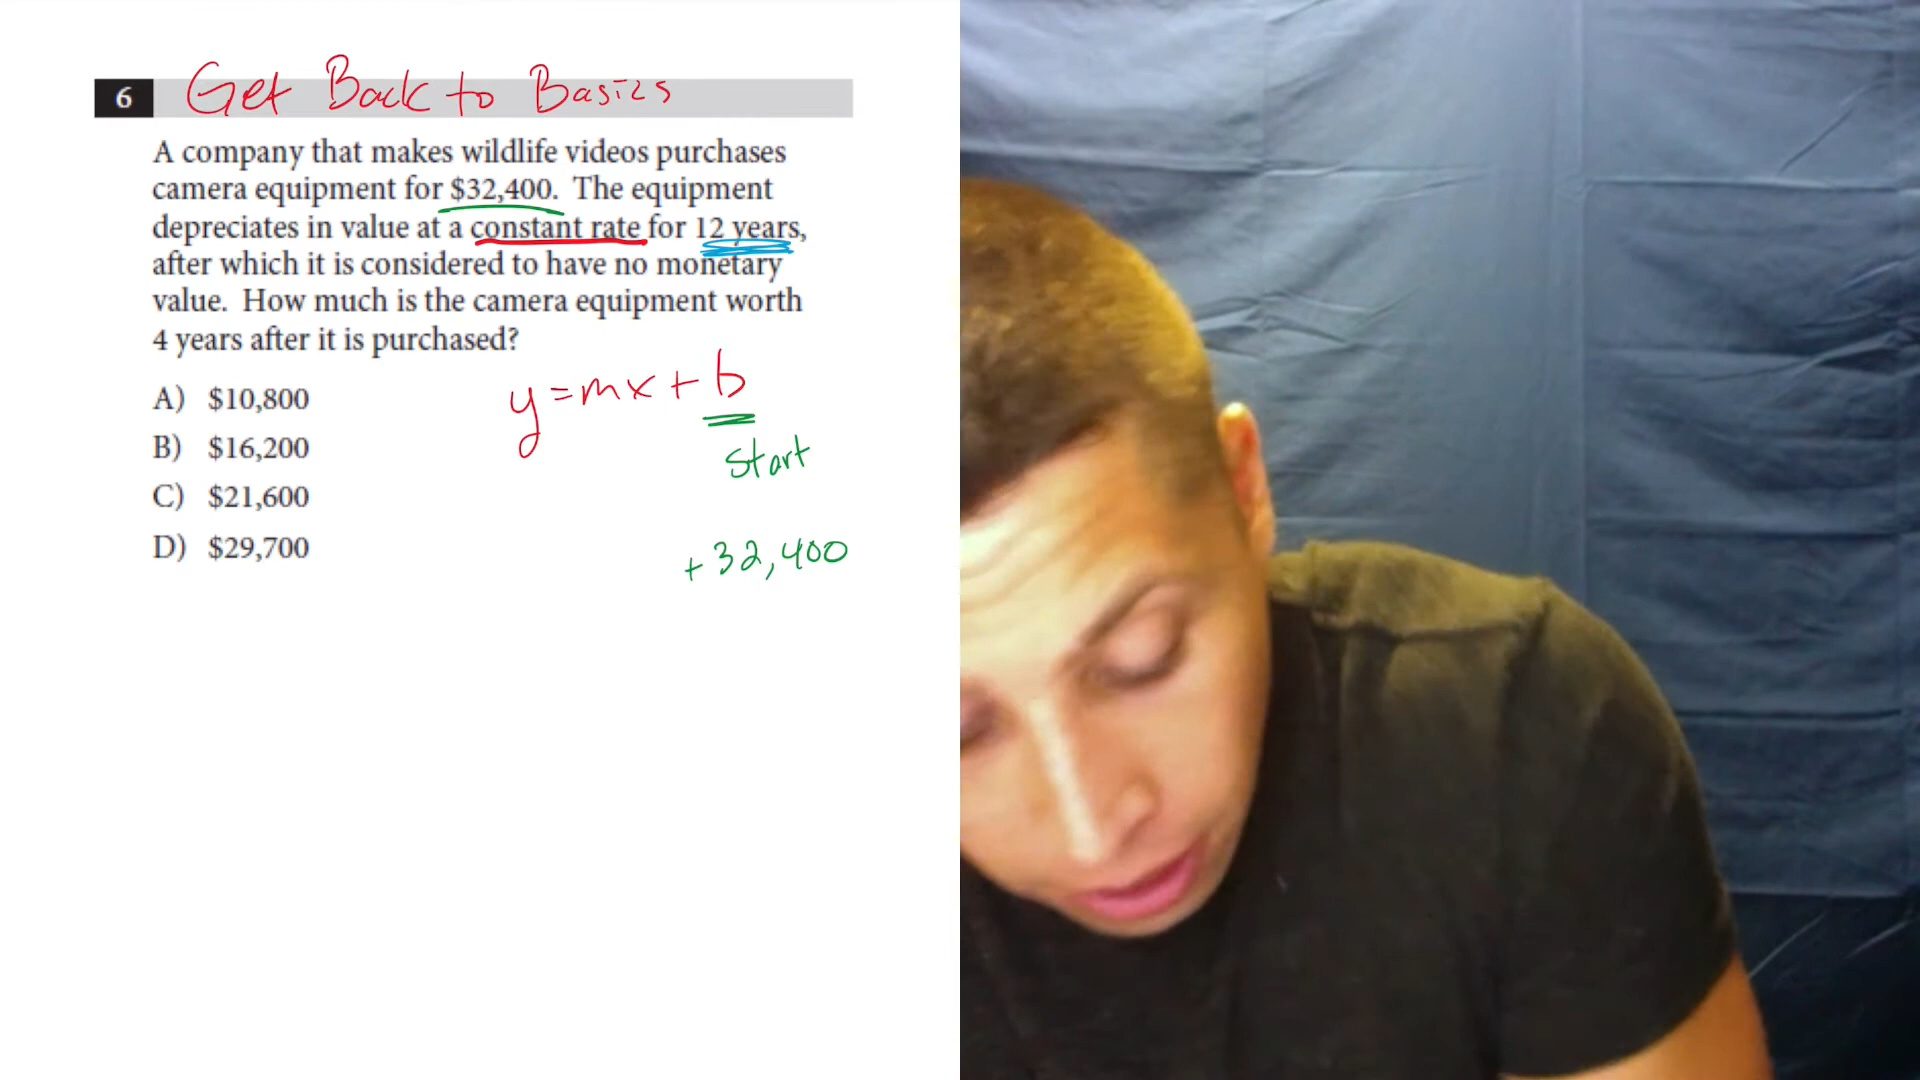 6 Get Back to Basics
A company that makes wildlife videos purchases
camera equipment for $32,400. The equipment
depreciates in value at a constant rate for 12 years,
after which it is considered to have no monetary
value. How much is the camera equipment worth
4 years after it is purchased?
A) $10,800
B) $16,200
C) $21,600
D) $29,700
y=mx+b
Start
+32,400